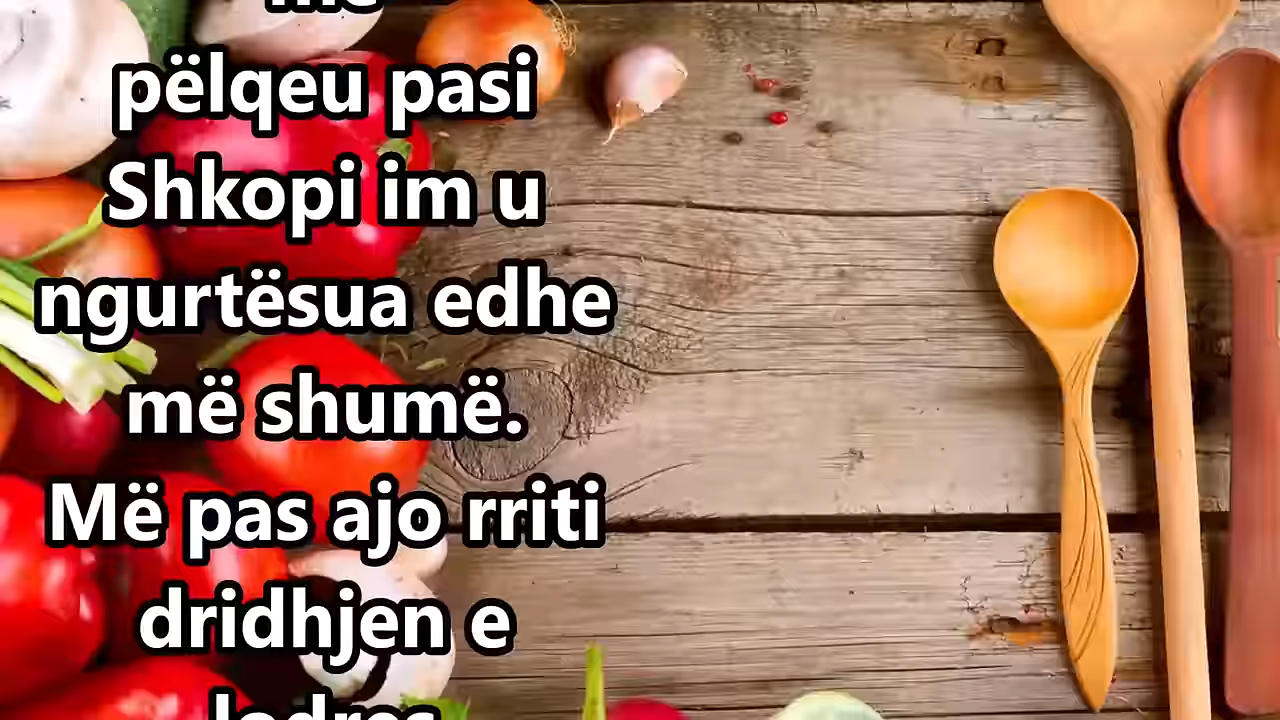 pëlqeu pasi
Shkopi im u
ngurtësua edhe
më shumë.
Më pas ajo rriti
dridhjen e